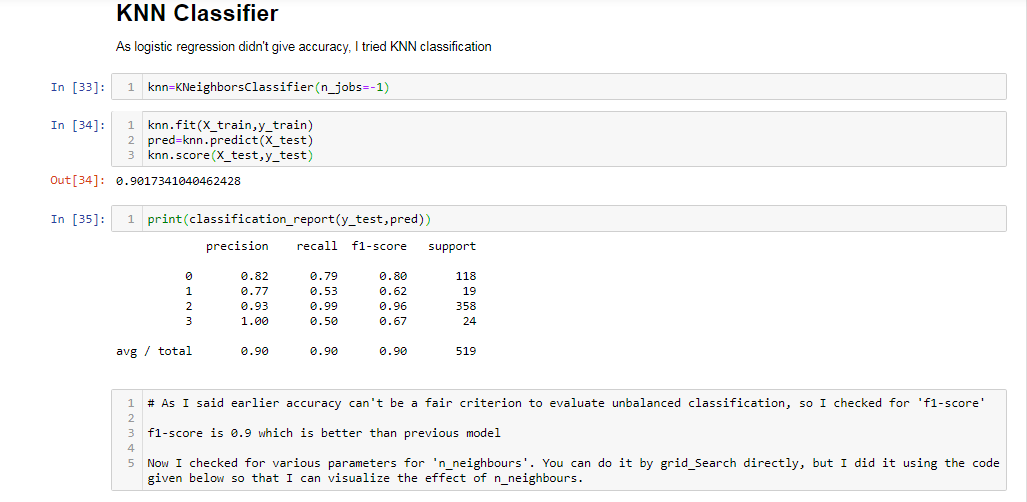 KNN Classifier
As logistic regression didn't give accuracy, I tried KNN classification
In [33]: 1 knn=KNeighborsClassifier(n_jobs=-1)
In [34]: 1 knn.fit(X_train,y_train)
2 pred=knn.predict(X_test)
3 knn.score(X_test,y_test)
Out[34]: 0.9017341040462428
In [35]: 1 print(classification_report(y_test,pred))
precision recall f1-score support
0 0.82 0.79 0.80 118
1 0.77 0.53 0.62 19
2 0.93 0.99 0.96 358
3 1.00 0.50 0.67 24
avg / total 0.90 0.90 0.90 519
1 # As I said earlier accuracy can't be a fair criterion to evaluate unbalanced classification, so I checked for 'f1-score'
2
3 f1-score is 0.9 which is better than previous model
4
5 Now I checked for various parameters for 'n_neighbours'. You can do it by grid_Search directly, but I did it using the code
given below so that I can visualize the effect of n_neighbours.